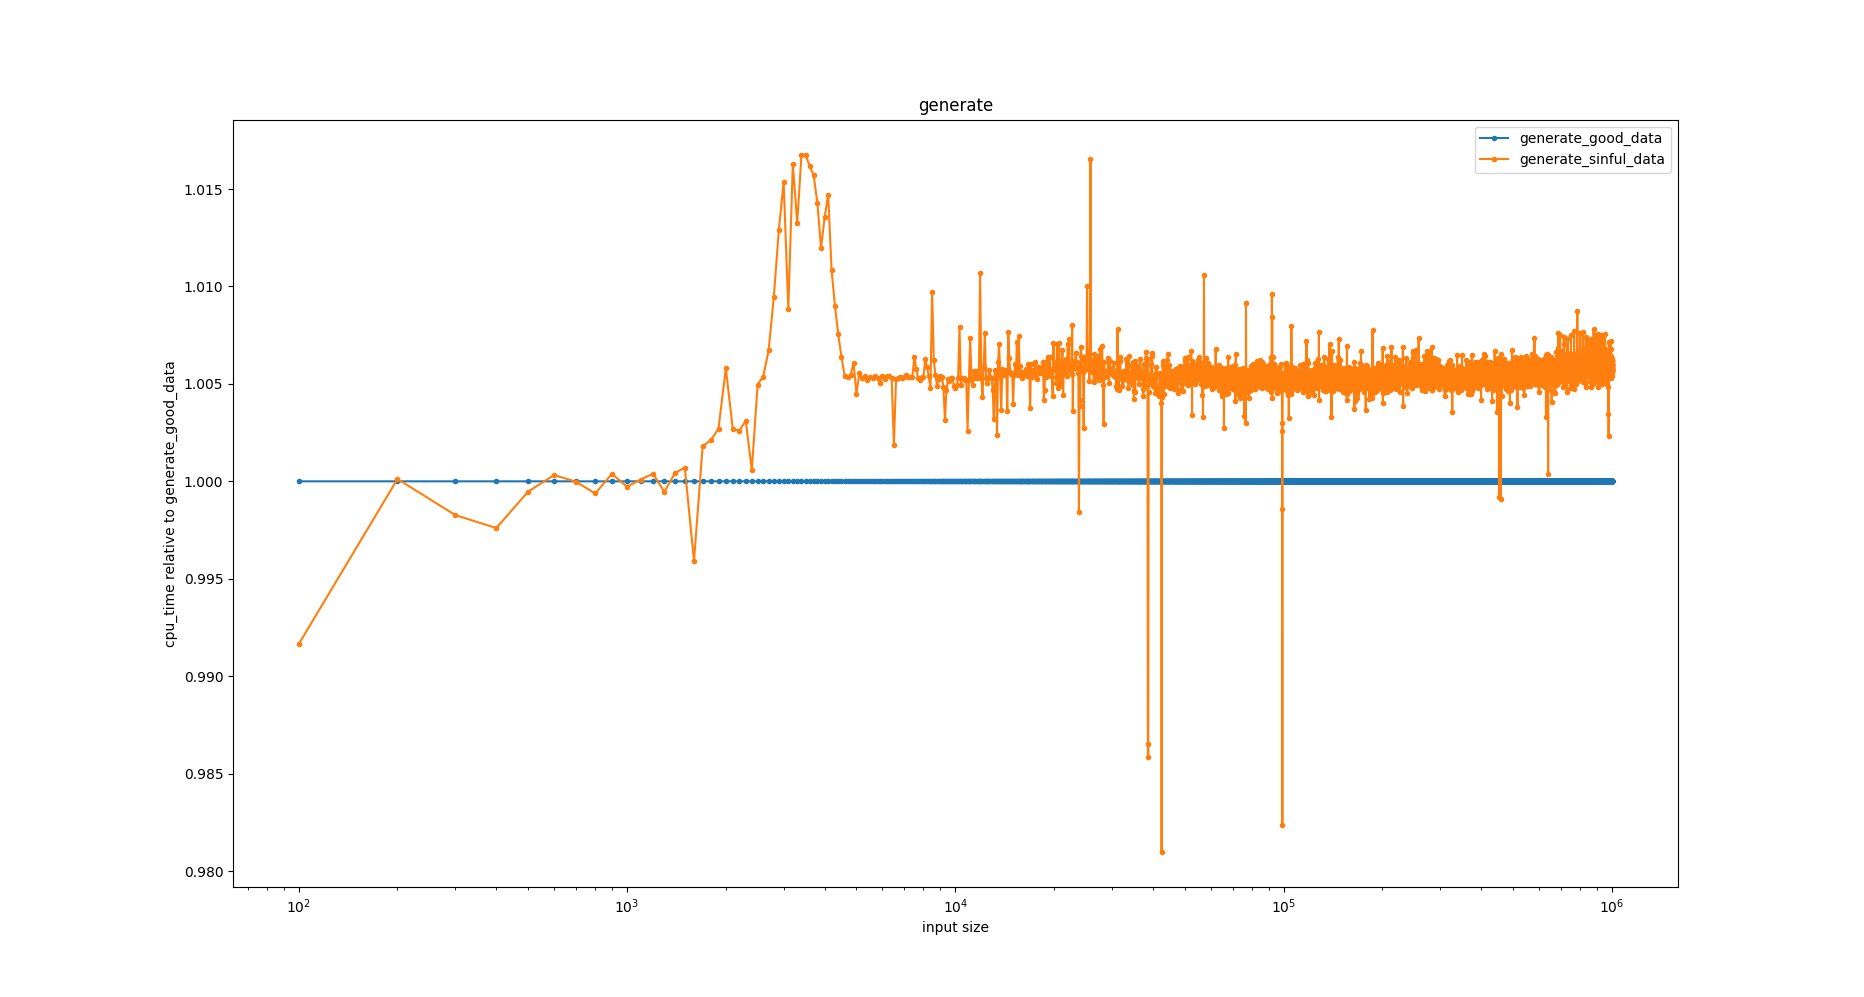 generate
generate_good_data
generate_sinful_data
cpu_time relative to generate_good_data
1.015
1.010
1.005
1.000
0.995
0.990
0.985
0.980
10²
10³
10⁴
10⁵
10⁶
input size